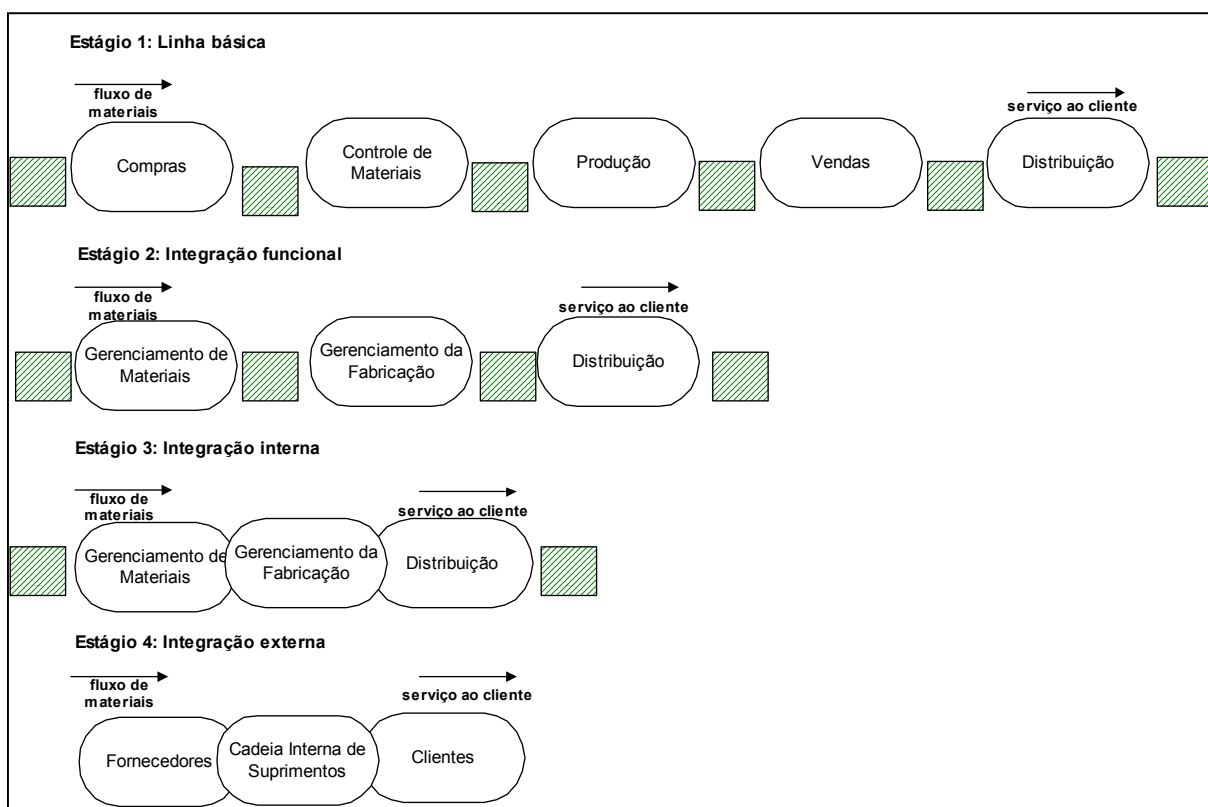 Estágio 1: Linha básica
fluxo de
materiais
serviço ao cliente
Compras
Controle de
Materiais
Produção
Vendas
Distribuição
Estágio 2: Integração funcional
fluxo de
materiais
serviço ao cliente
Gerenciamento de
Materiais
Gerenciamento da
Fabricação
Distribuição
Estágio 3: Integração interna
fluxo de
materiais
serviço ao cliente
Gerenciamento de
Materiais
Gerenciamento da
Fabricação
Distribuição
Estágio 4: Integração externa
fluxo de
materiais
serviço ao cliente
Fornecedores
Cadeia Interna de
Suprimentos
Clientes